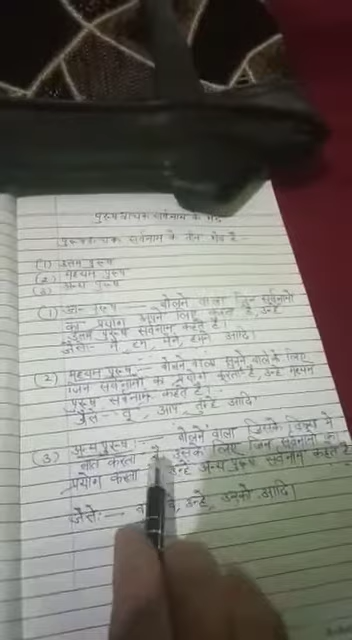 पुरुषवाचक सर्वनाम के भेद
पुरुषवाचक सर्वनाम के तीन भेद है -
(1) उत्तम पुरुष
(2) मध्यम पुरुष
(3) अन्य पुरुष
(1) पुरुष बोलने वाला जिन सर्वनामो
का प्रयोग अपने लिए करता है, उन्हे
उत्तम पुरुष सर्वनाम कहते है।
जैसे:- मै, हम, मैने, हमने आदि।
(2) मध्यम पुरुष:- बोलने वाला सुनने वाले के लिए
जिन सर्वनामो का प्रयोग करता है, उन्हे मध्यम
पुरुष सर्वनाम कहते है।
जैसे:- तू, आप, तुम्हे आदि
(3) अन्य पुरुष:- बोलने वाला जिसके विषय मे
बात करता है उसके लिए जिन सर्वनामो का
प्रयोग करता उन्हे अन्य पुरुष सर्वनाम कहते है
जैसे:- वे, उन्हे, उनको आदि।